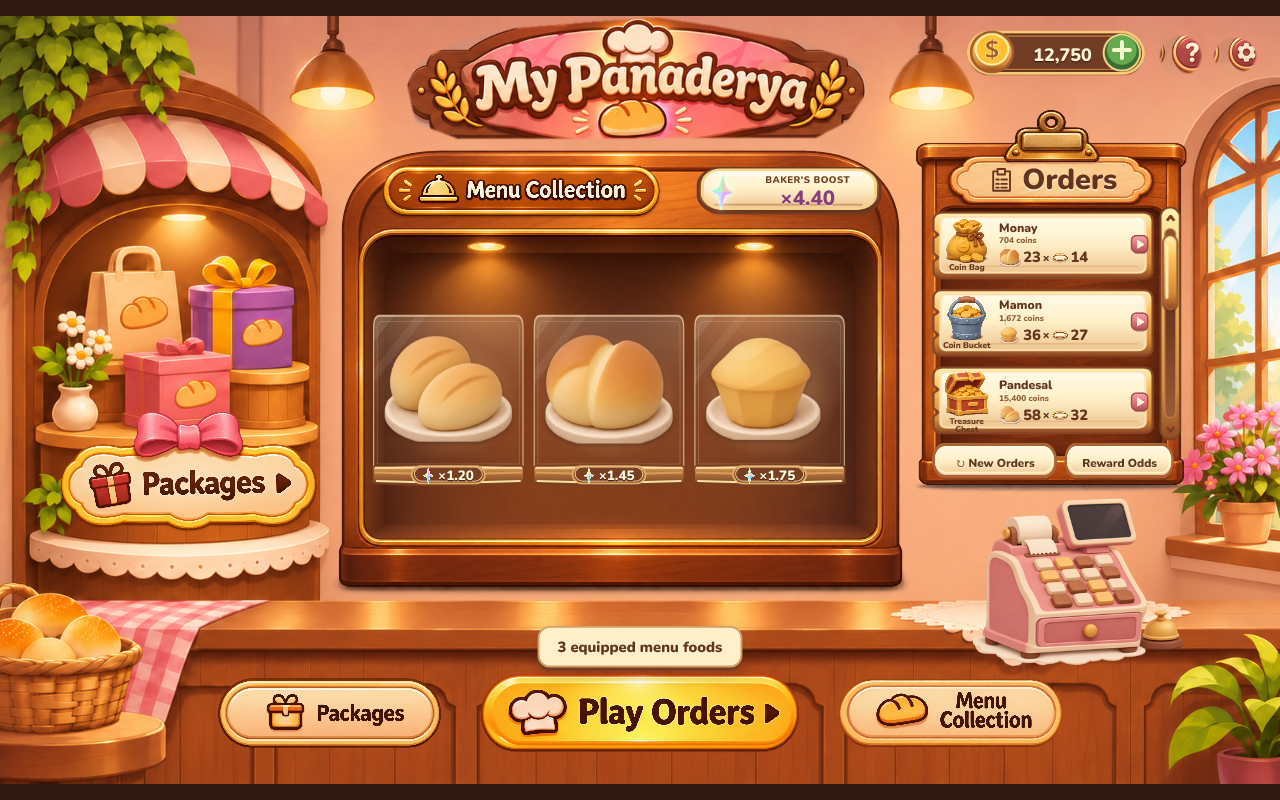 My Panaderya
$ 12,750 + ?
Menu Collection
BAKER'S BOOST
×4.40
×1.20
×1.45
×1.75
Packages
Orders
Monay
704 coins
23 × 14
Coin Bag
Mamon
1,672 coins
36 × 27
Coin Bucket
Pandesal
15,400 coins
58 × 32
Treasure
Chest
↻ New Orders
Reward Odds
3 equipped menu foods
Packages
Play Orders
Menu
Collection